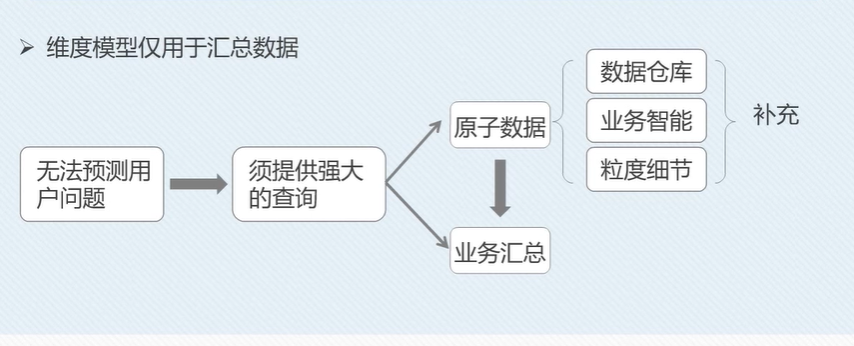 维度模型仅用于汇总数据
无法预测用
户问题
须提供强大
的查询
原子数据
业务汇总
数据仓库
业务智能
粒度细节
补充